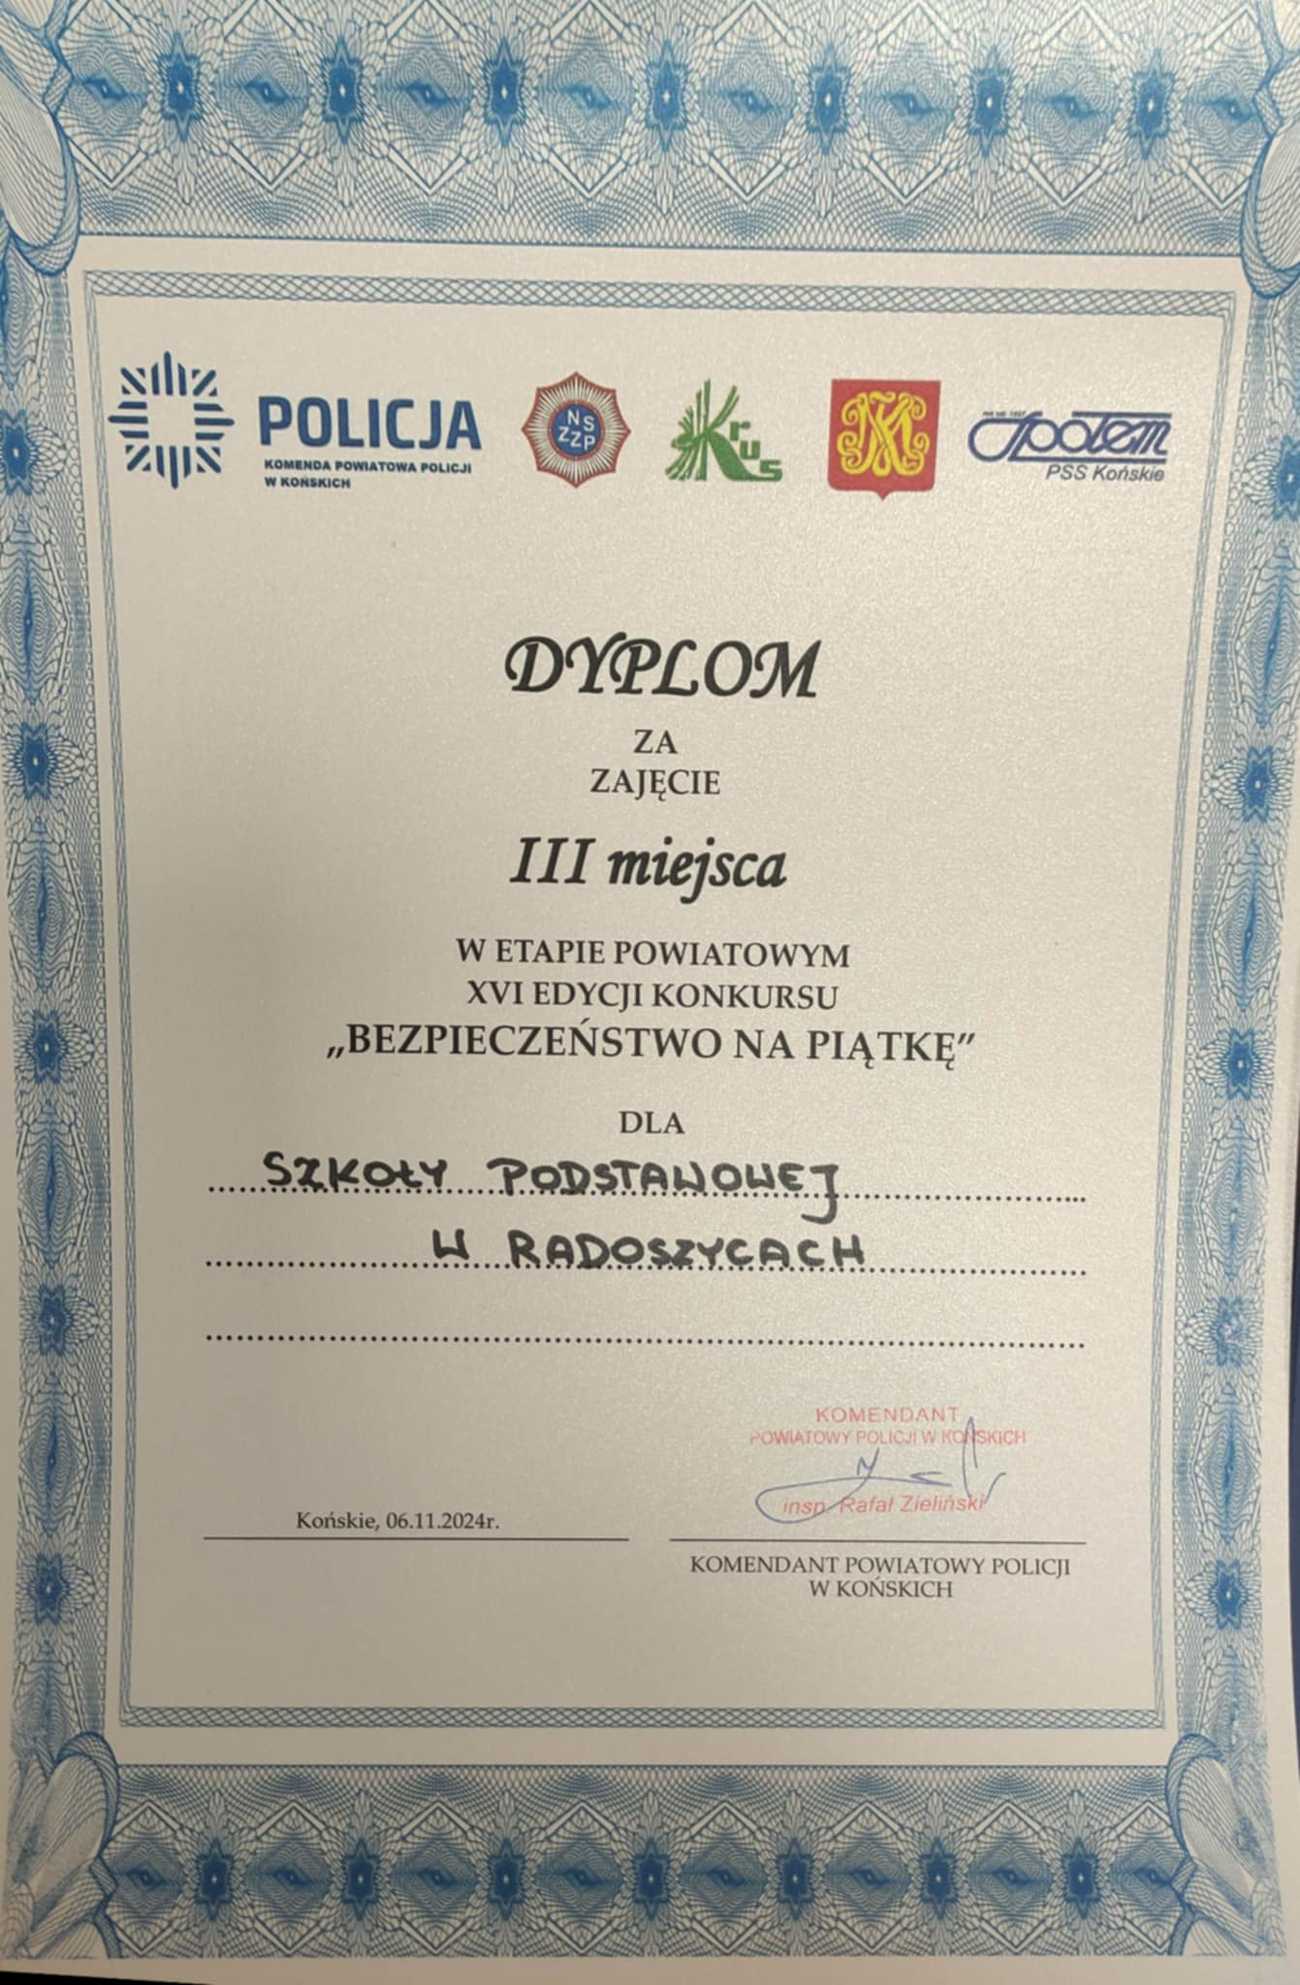 POLICJA
KOMENDA POWIATOWA POLICJI
W KOŃSKICH
NS
ZZP
Krus
Społem
PSS Końskie
DYPLOM
ZA
ZAJĘCIE
III miejsca
W ETAPIE POWIATOWYM
XVI EDYCJI KONKURSU
„BEZPIECZEŃSTWO NA PIĄTKĘ”
DLA
SZKOŁY PODSTAWOWEJ
W RADOSZYCACH
KOMENDANT
POWIATOWY POLICJI W KOŃSKICH
insp. Rafał Zieliński
Końskie, 06.11.2024r.
KOMENDANT POWIATOWY POLICJI
W KOŃSKICH